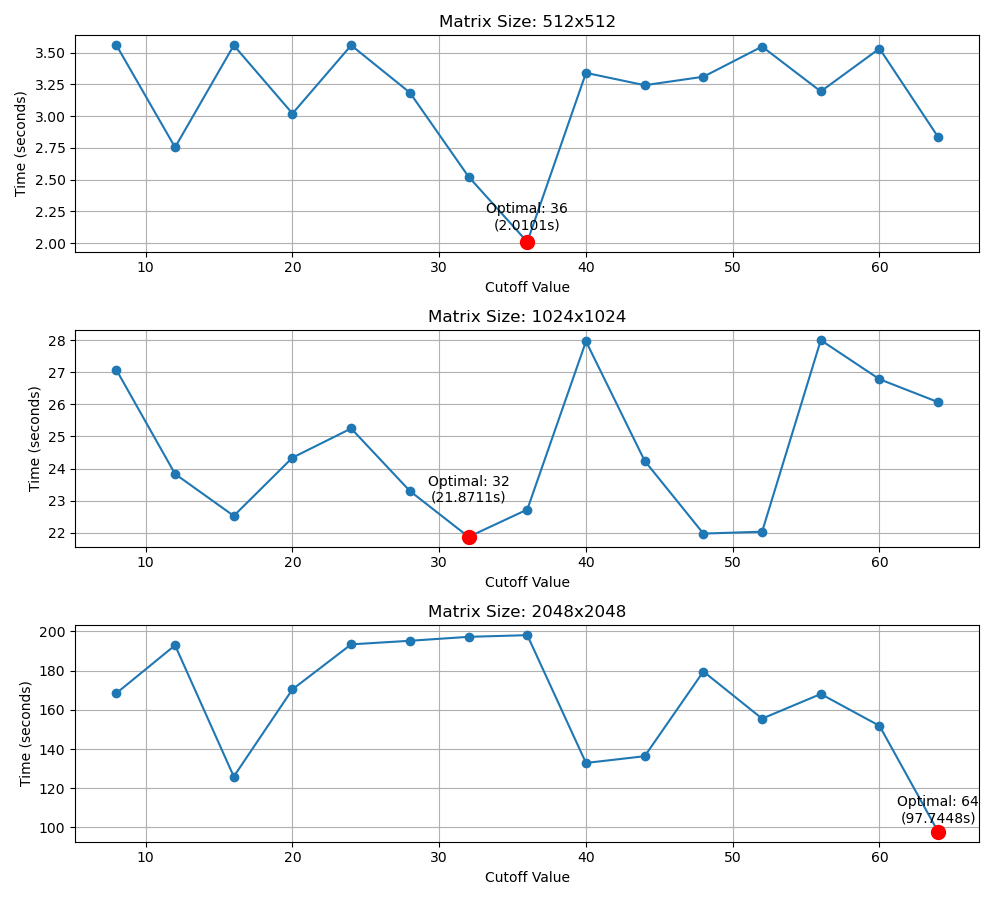 Matrix Size: 512x512
3.50
3.25
3.00
2.75
2.50
2.25
2.00
Time (seconds)
Optimal: 36
(2.0101s)
10 20 30 40 50 60
Cutoff Value
Matrix Size: 1024x1024
28
27
26
25
24
23
22
Time (seconds)
Optimal: 32
(21.8711s)
10 20 30 40 50 60
Cutoff Value
Matrix Size: 2048x2048
200
180
160
140
120
100
Time (seconds)
Optimal: 64
(97.7448s)
10 20 30 40 50 60
Cutoff Value